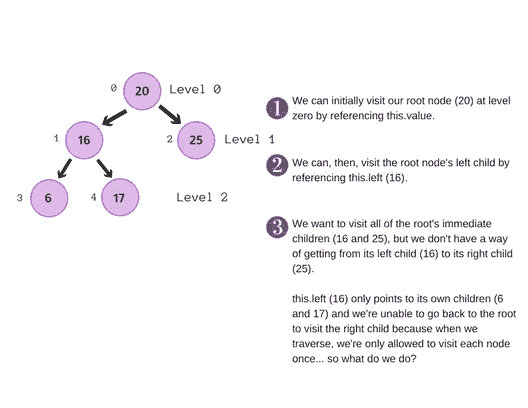 0 20 Level 0
1 16 2 25 Level 1
3 6 4 17 Level 2
1 We can initially visit our root node (20) at level
zero by referencing this.value.
2 We can, then, visit the root node's left child by
referencing this.left (16).
3 We want to visit all of the root's immediate
children (16 and 25), but we don't have a way
of getting from its left child (16) to its right child
(25).
this.left (16) only points to its own children (6
and 17) and we're unable to go back to the root
to visit the right child because when we
traverse, we're only allowed to visit each node
once... so what do we do?